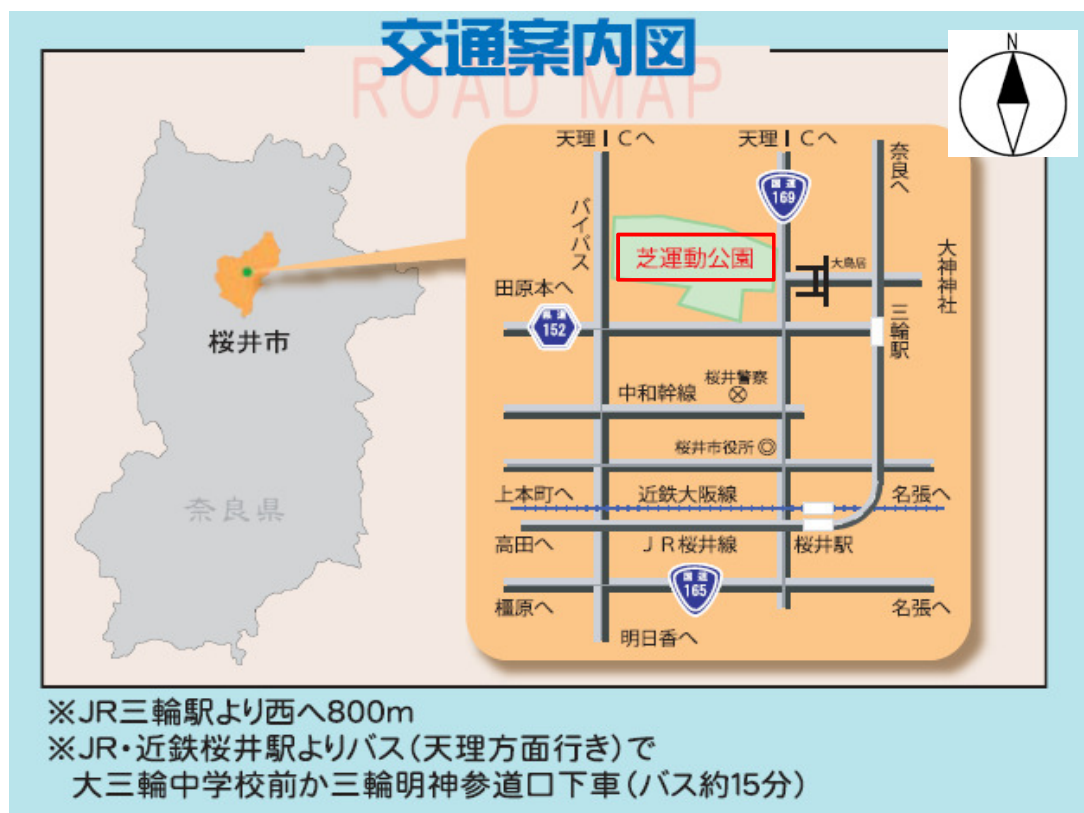 交通案内図
ROAD MAP
N
天理ＩＣへ
天理ＩＣへ
奈良へ
国道
169
バイパス
芝運動公園
大鳥居
大神神社
田原本へ
県道
152
三輪駅
桜井市
桜井警察
中和幹線
桜井市役所
上本町へ
近鉄大阪線
名張へ
奈良県
高田へ
ＪＲ桜井線
桜井駅
国道
165
橿原へ
名張へ
明日香へ
※JR三輪駅より西へ800m
※JR・近鉄桜井駅よりバス（天理方面行き）で
大三輪中学校前か三輪明神参道口下車（バス約15分）